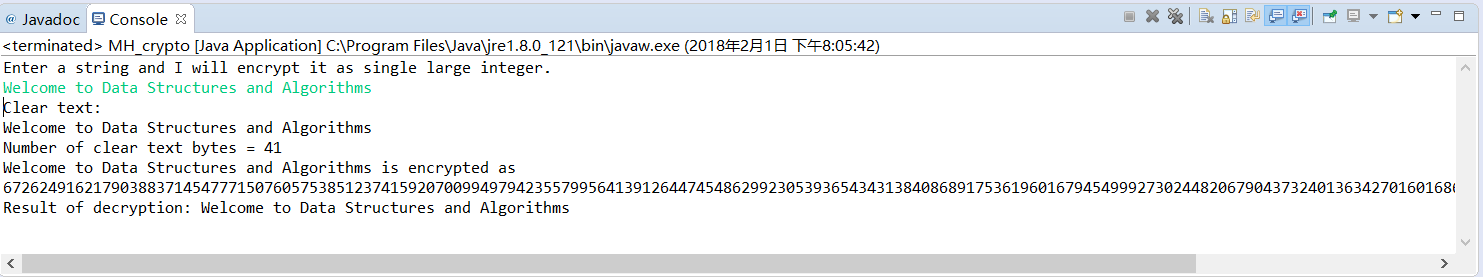 @ Javadoc Console
<terminated> MH_crypto [Java Application] C:\Program Files\Java\jre1.8.0_121\bin\javaw.exe (2018年2月1日 下午8:05:42)
Enter a string and I will encrypt it as single large integer.
Welcome to Data Structures and Algorithms
Clear text:
Welcome to Data Structures and Algorithms
Number of clear text bytes = 41
Welcome to Data Structures and Algorithms is encrypted as
6726249162179038837145477715076057538512374159207009949794235579956413912644745486299230539365434313840868917536196016794549992730244820679043732401363427016016
Result of decryption: Welcome to Data Structures and Algorithms